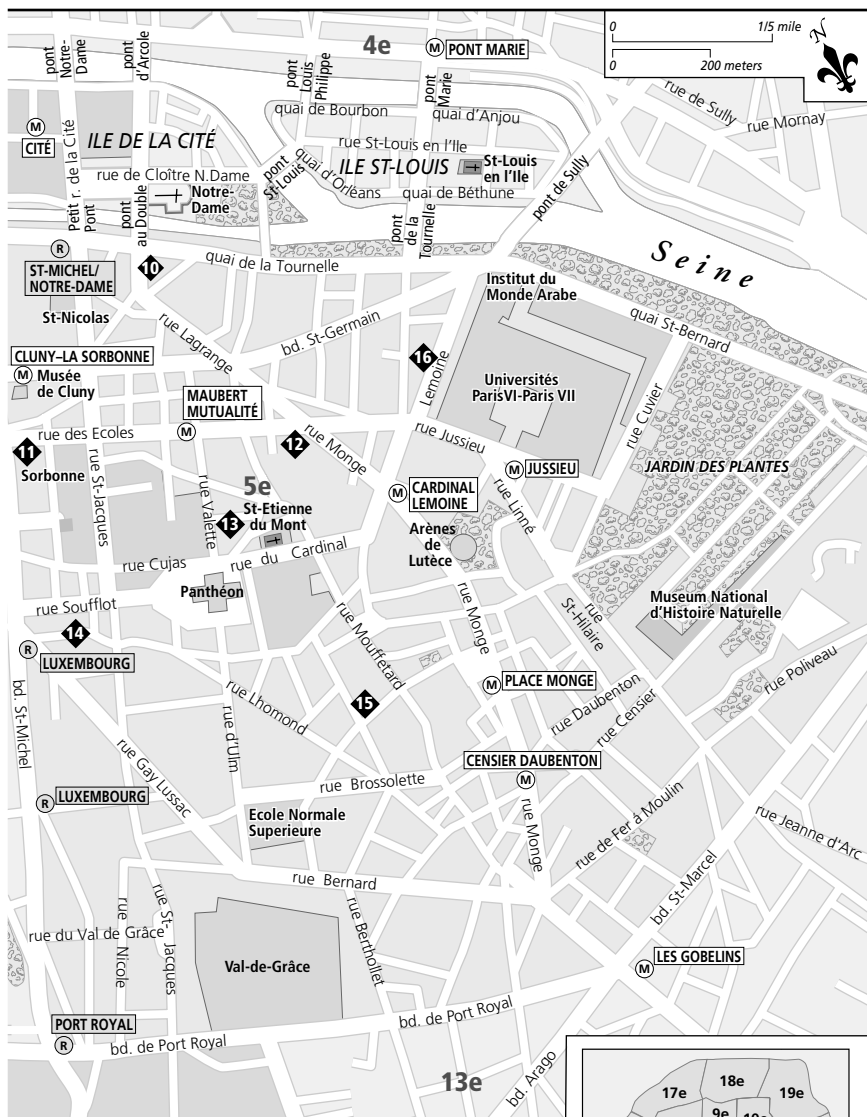 0 1/5 mile
0 200 meters
N
4e
M PONT MARIE
pont
Notre-
Dame
pont
d'Arcole
pont
Louis
Philippe
pont
Marie
quai de Bourbon
quai d'Anjou
rue de Sully
rue Mornay
M
CITÉ
ILE DE LA CITÉ
r. de la Cité
rue St-Louis en l'Ile
ILE ST-LOUIS
St-Louis
en l'Ile
rue de Cloître N.Dame
pont
St-Louis
quai d'Orléans
quai de Béthune
pont de Sully
Notre-
Dame
Petit
Pont
pont
au Double
pont
de la
Tournelle
R
ST-MICHEL/
NOTRE-DAME
10
quai de la Tournelle
Seine
Institut du
Monde Arabe
St-Nicolas
rue Lagrange
bd. St-Germain
quai St-Bernard
CLUNY–LA SORBONNE
M Musée
de Cluny
16
Lemoine
Universités
ParisVI-Paris VII
rue Cuvier
MAUBERT
MUTUALITÉ
M
rue des Ecoles
11
Sorbonne
rue St-Jacques
12
rue Monge
rue Jussieu
M JUSSIEU
JARDIN DES PLANTES
5e
rue Valette
13
St-Etienne
du Mont
M CARDINAL
LEMOINE
rue Linné
Arènes
de
Lutèce
rue Cujas
rue du Cardinal
Panthéon
rue Soufflot
14
R
LUXEMBOURG
rue Mouffetard
rue Monge
rue
St-Hilaire
Museum National
d'Histoire Naturelle
rue Poliveau
M PLACE MONGE
bd. St-Michel
rue Lhomond
15
rue Daubenton
rue Censier
rue d'Ulm
rue Gay Lussac
CENSIER DAUBENTON
M
rue Brossolette
R LUXEMBOURG
Ecole Normale
Superieure
rue Monge
rue de Fer à Moulin
rue Jeanne d'Arc
rue Bernard
bd. St-Marcel
rue du Val de Grâce
rue
Nicole
rue St-
Jacques
Val-de-Grâce
rue Berthollet
LES GOBELINS
M
PORT ROYAL
R
bd. de Port Royal
bd. de Port Royal
13e
bd. Arago
17e
18e
19e
9e
10e